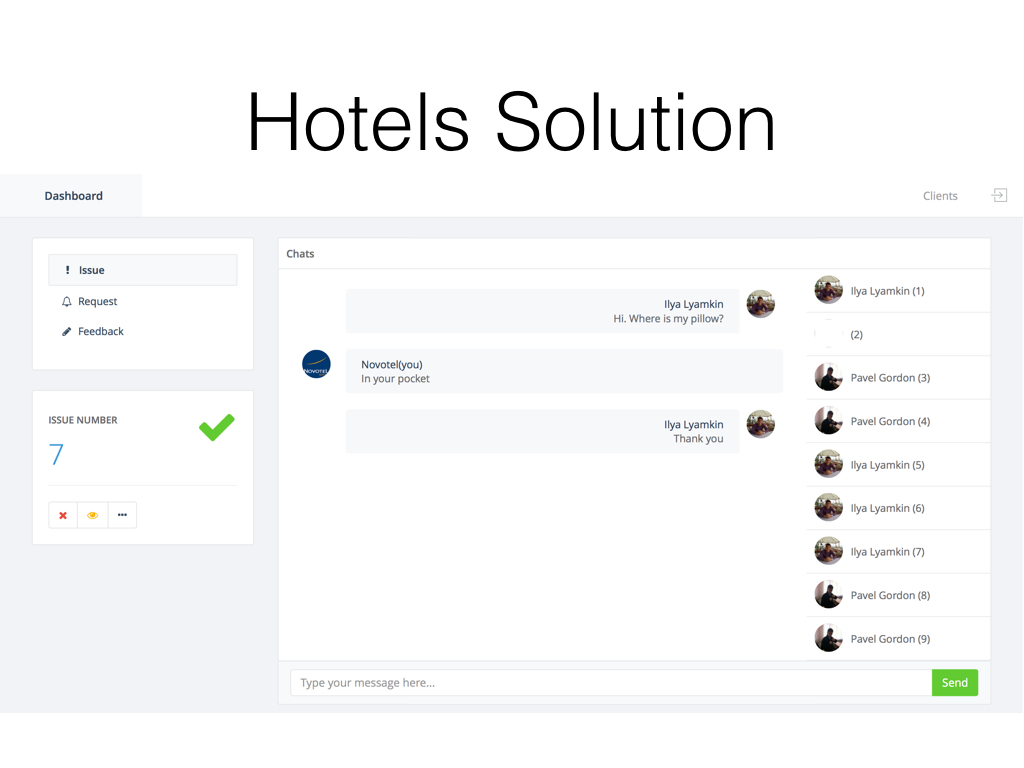 Hotels Solution
Dashboard
Clients
Issue
Request
Feedback
ISSUE NUMBER
7
Chats
Ilya Lyamkin
Hi. Where is my pillow?
NOVOTEL
Novotel(you)
In your pocket
Ilya Lyamkin
Thank you
Ilya Lyamkin (1)
(2)
Pavel Gordon (3)
Pavel Gordon (4)
Ilya Lyamkin (5)
Ilya Lyamkin (6)
Ilya Lyamkin (7)
Pavel Gordon (8)
Pavel Gordon (9)
Type your message here...
Send